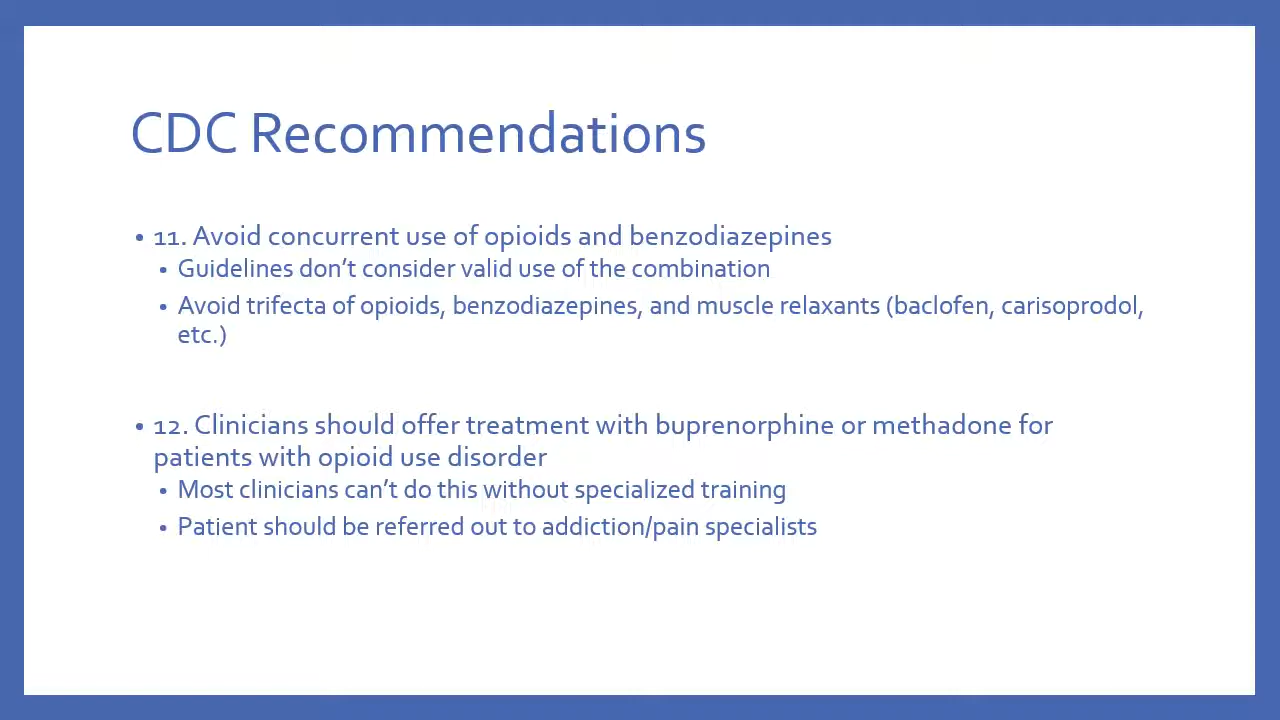 CDC Recommendations
• 11. Avoid concurrent use of opioids and benzodiazepines
• Guidelines don’t consider valid use of the combination
• Avoid trifecta of opioids, benzodiazepines, and muscle relaxants (baclofen, carisoprodol,
etc.)
• 12. Clinicians should offer treatment with buprenorphine or methadone for
patients with opioid use disorder
• Most clinicians can’t do this without specialized training
• Patient should be referred out to addiction/pain specialists